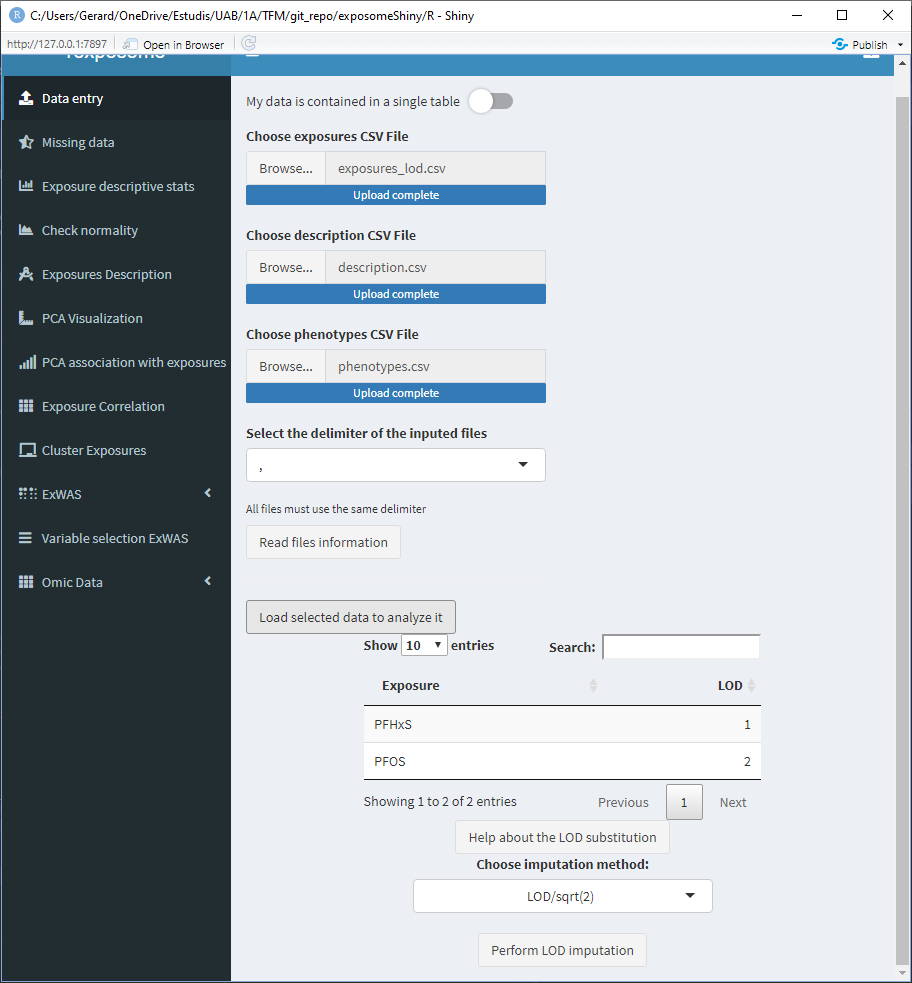 C:/Users/Gerard/OneDrive/Estudis/UAB/1A/TFM/git_repo/exposomeShiny/R - Shiny
http://127.0.0.1:7897 Open in Browser Publish
Data entry
Missing data
Exposure descriptive stats
Check normality
Exposures Description
PCA Visualization
PCA association with exposures
Exposure Correlation
Cluster Exposures
ExWAS
Variable selection ExWAS
Omic Data
My data is contained in a single table
Choose exposures CSV File
Browse... exposures_lod.csv
Upload complete
Choose description CSV File
Browse... description.csv
Upload complete
Choose phenotypes CSV File
Browse... phenotypes.csv
Upload complete
Select the delimiter of the inputed files
,
All files must use the same delimiter
Read files information
Load selected data to analyze it
Show 10 entries Search:
Exposure LOD
PFHxS 1
PFOS 2
Showing 1 to 2 of 2 entries Previous 1 Next
Help about the LOD substitution
Choose imputation method:
LOD/sqrt(2)
Perform LOD imputation